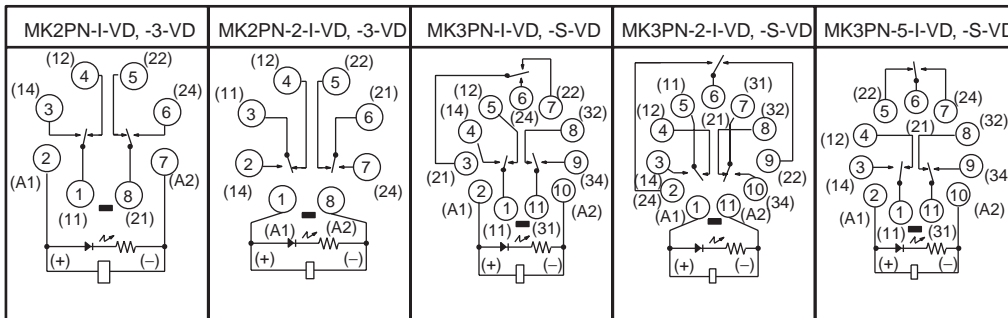 MK2PN-I-VD, -3-VD
MK2PN-2-I-VD, -3-VD
MK3PN-I-VD, -S-VD
MK3PN-2-I-VD, -S-VD
MK3PN-5-I-VD, -S-VD
(12) (22)
4 5
(14) (24)
3 6
2 7
(A1) (A2)
1 8
(11) (21)
(+) (−)
(12) (22)
4 5
(11) (21)
3 6
2 7
(14) (24)
1 8
(A1) (A2)
(+) (−)
6
(12) 5 7 (22)
(14) (24) (32)
4 8
3 9
(21) (34)
2 10
(A1) 1 11 (A2)
(11) (31)
(+) (−)
(11) 6 (31)
5 7
(12) (21) (32)
4 8
3 9
(14) (22)
2 10
(24) (34)
1 11
(A1) (A2)
(+) (−)
5 6 7
(22) (24)
4 (21) 8 (32)
(12)
3 9
(14) (34)
2 10
(A1) 1 11 (A2)
(11) (31)
(+) (−)